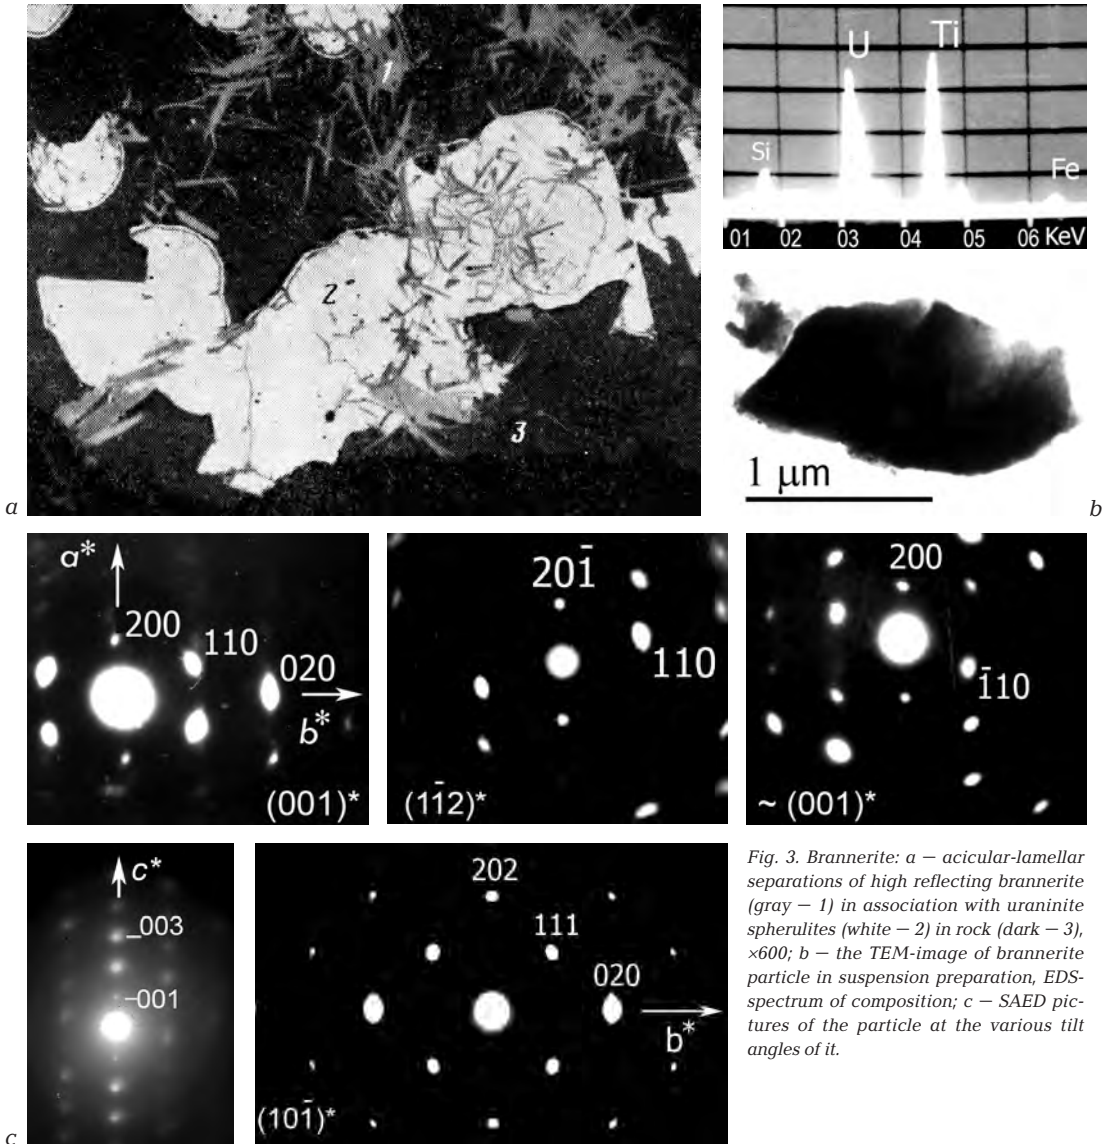 1
2
3
a
U
Ti
Si
Fe
01 02 03 04 05 06 KeV
1 μm
b
a*
200
110
020
b*
(001)*
201̄
110
(11̄2)*
200
1̄10
~ (001)*
c*
003
001
202
111
020
b*
(101̄)*
c
Fig. 3. Brannerite: a — acicular-lamellar
separations of high reflecting brannerite
(gray — 1) in association with uraninite
spherulites (white — 2) in rock (dark — 3),
×600; b — the TEM-image of brannerite
particle in suspension preparation, EDS-
spectrum of composition; c — SAED pic-
tures of the particle at the various tilt
angles of it.